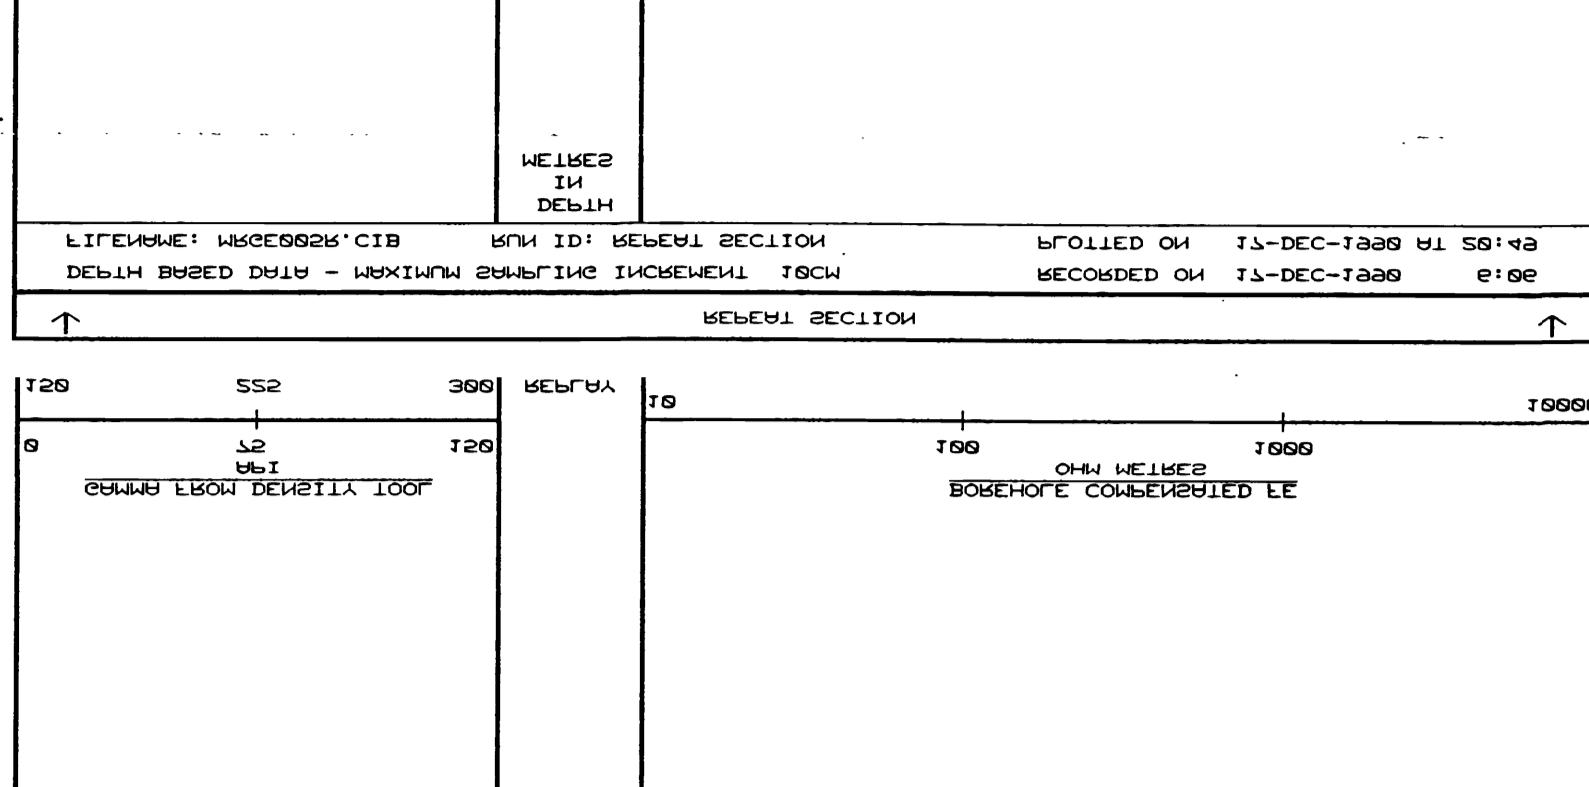 GAMMA FROM DENSITY TOOL
API
0 75 150
150 225 300
REPLAY
BOREHOLE COMPENSATED FE
OHM METRES
100 1000
10 10000
REPEAT SECTION
DEPTH BASED DATA - MAXIMUM SAMPLING INCREMENT 10CM RECORDED ON 17-DEC-1990 6:06
FILENAME: MRGE002R.CIB RUN ID: REPEAT SECTION PLOTTED ON 17-DEC-1990 AT 20:49
DEPTH
IN
METRES